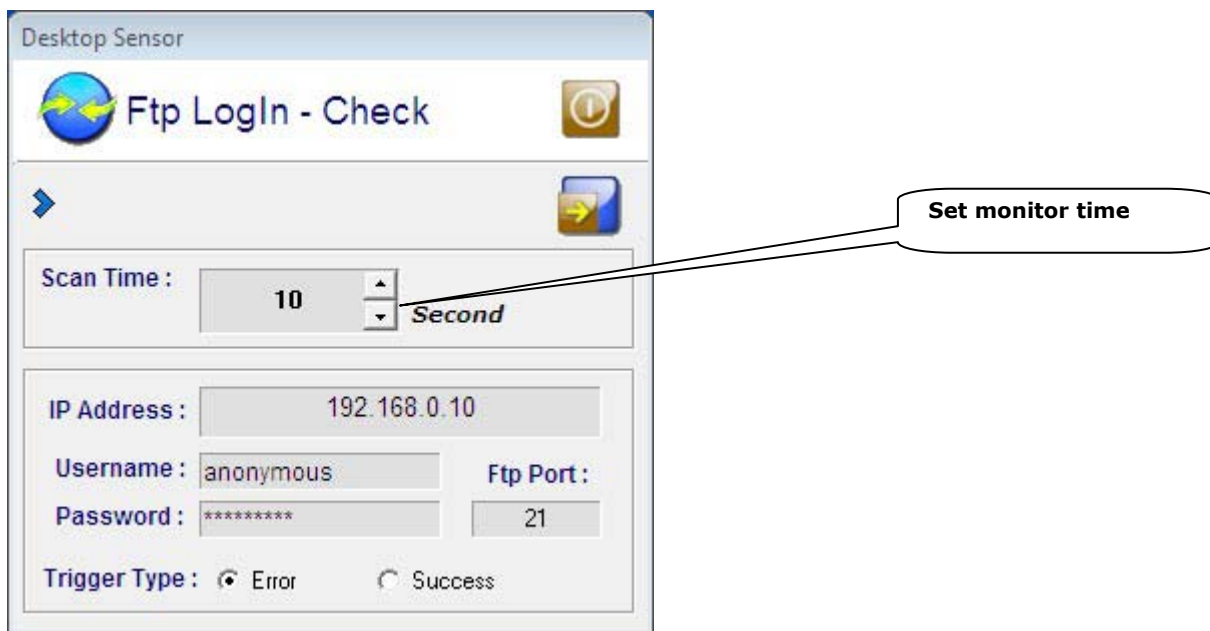 Desktop Sensor
Ftp LogIn - Check
Set monitor time
Scan Time :
10
Second
IP Address :
192.168.0.10
Username :
anonymous
Ftp Port :
Password :
*********
21
Trigger Type :
Error
Success